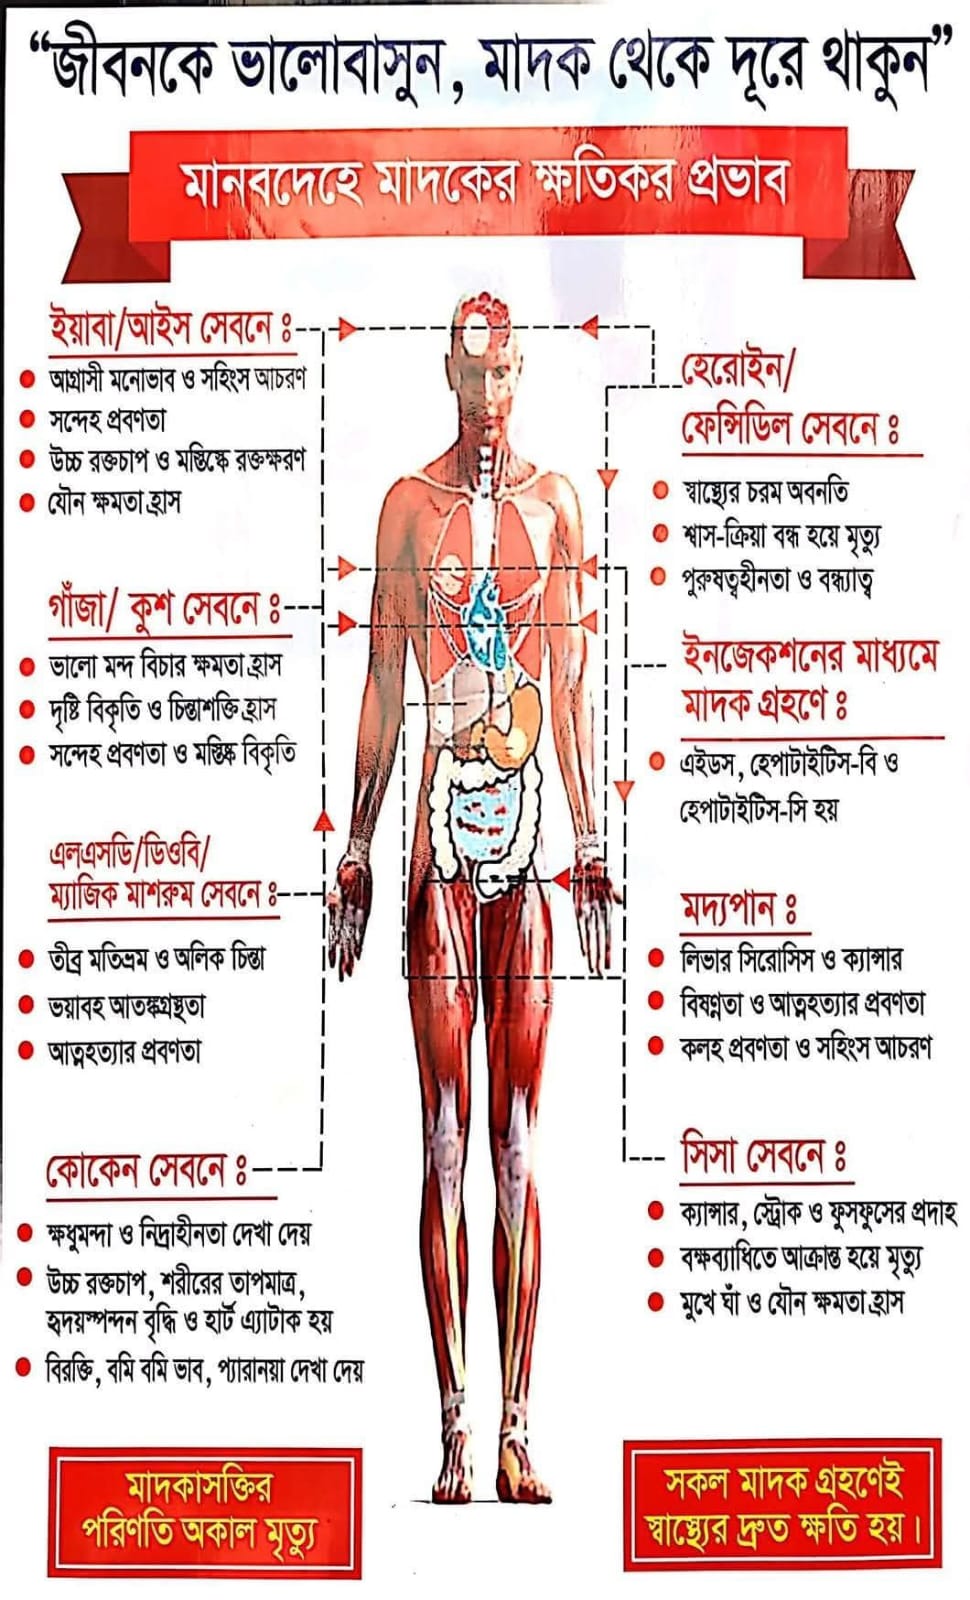 “জীবনকে ভালোবাসুন, মাদক থেকে দূরে থাকুন”
মানবদেহে মাদকের ক্ষতিকর প্রভাব
ইয়াবা/আইস সেবনে ঃ
আগ্রাসী মনোভাব ও সহিংস আচরণ
সন্দেহ প্রবণতা
উচ্চ রক্তচাপ ও মস্তিষ্কে রক্তক্ষরণ
যৌন ক্ষমতা হ্রাস
গাঁজা/ কুশ সেবনে ঃ
ভালো মন্দ বিচার ক্ষমতা হ্রাস
দৃষ্টি বিকৃতি ও চিন্তাশক্তি হ্রাস
সন্দেহ প্রবণতা ও মস্তিষ্ক বিকৃতি
এলএসডি/ডিওবি/
ম্যাজিক মাশরুম সেবনে ঃ
তীব্র মতিভ্রম ও অলিক চিন্তা
ভয়াবহ আতঙ্কগ্রস্থতা
আত্নহত্যার প্রবণতা
কোকেন সেবনে ঃ
ক্ষধুমন্দা ও নিদ্রাহীনতা দেখা দেয়
উচ্চ রক্তচাপ, শরীরের তাপমাত্র,
হৃদয়স্পন্দন বৃদ্ধি ও হার্ট এ্যাটাক হয়
বিরক্তি, বমি বমি ভাব, প্যারানয়া দেখা দেয়
মাদকাসক্তির
পরিণতি অকাল মৃত্যু
হেরোইন/
ফেন্সিডিল সেবনে ঃ
স্বাস্থ্যের চরম অবনতি
শ্বাস-ক্রিয়া বন্ধ হয়ে মৃত্যু
পুরুষত্বহীনতা ও বন্ধ্যাত্ব
ইনজেকশনের মাধ্যমে
মাদক গ্রহণে ঃ
এইডস, হেপাটাইটিস-বি ও
হেপাটাইটিস-সি হয়
মদ্যপান ঃ
লিভার সিরোসিস ও ক্যান্সার
বিষণ্নতা ও আত্নহত্যার প্রবণতা
কলহ প্রবণতা ও সহিংস আচরণ
সিসা সেবনে ঃ
ক্যান্সার, স্ট্রোক ও ফুসফুসের প্রদাহ
বক্ষব্যাধিতে আক্রান্ত হয়ে মৃত্যু
মুখে ঘাঁ ও যৌন ক্ষমতা হ্রাস
সকল মাদক গ্রহণেই
স্বাস্থ্যের দ্রুত ক্ষতি হয়।